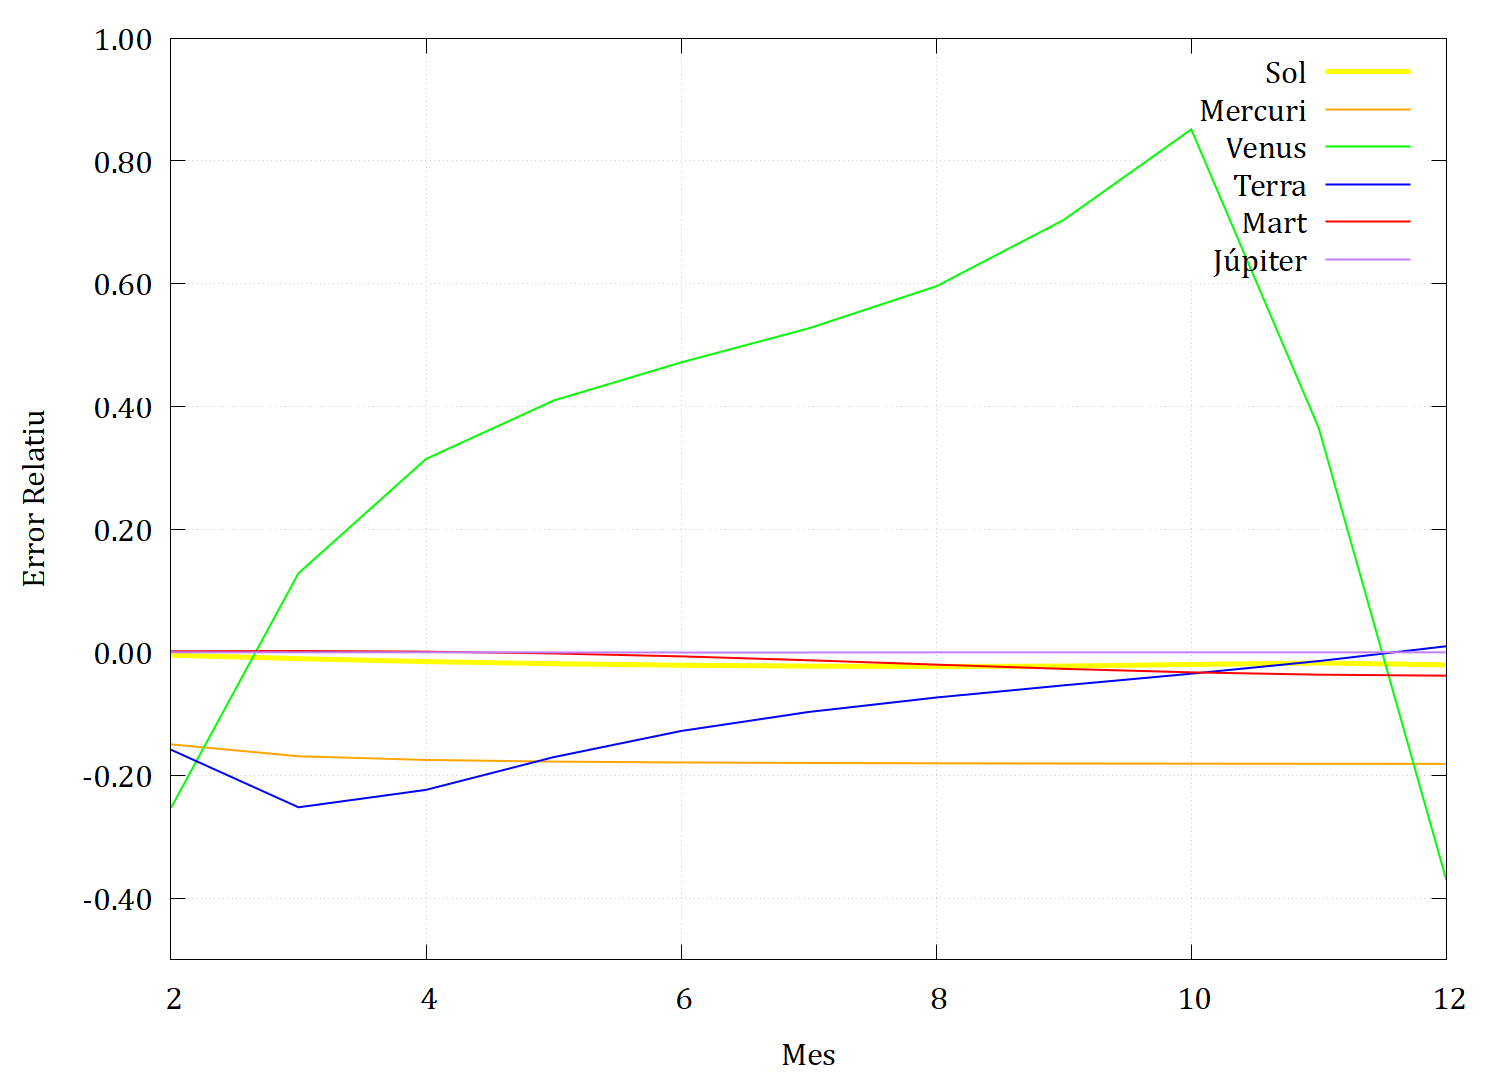 1.00
0.80
0.60
0.40
0.20
0.00
-0.20
-0.40
Error Relatiu
Sol
Mercuri
Venus
Terra
Mart
Júpiter
2 4 6 8 10 12
Mes